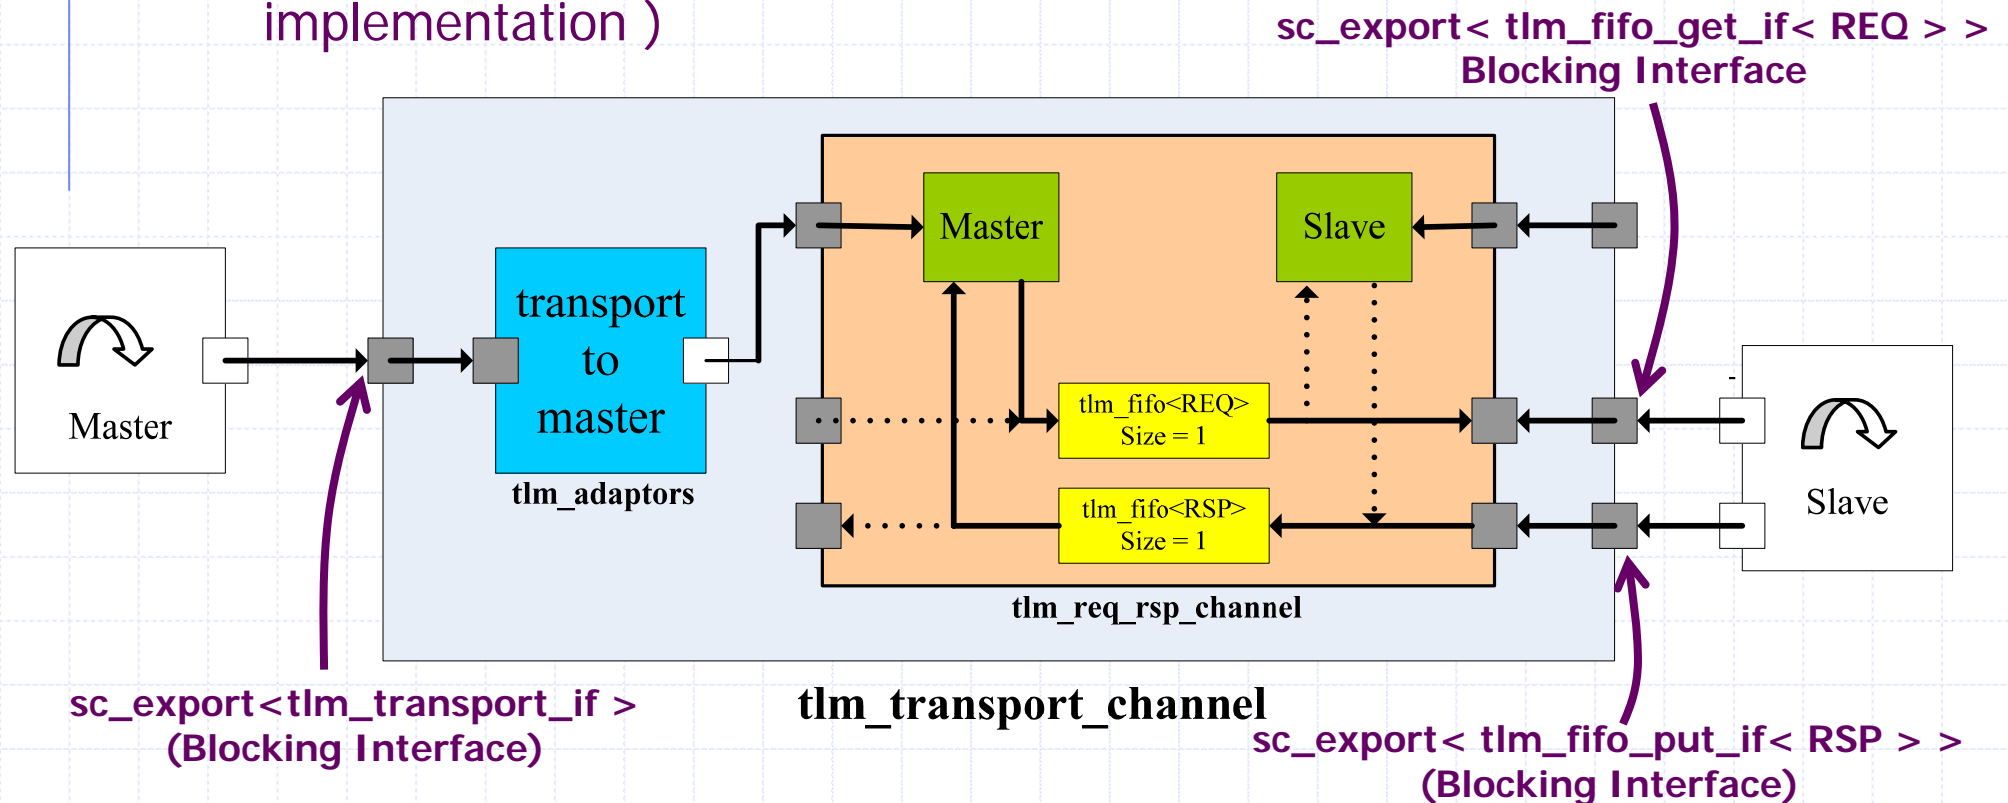 implementation )
sc_export< tlm_fifo_get_if< REQ > >
Blocking Interface
Master
Slave
transport
to
master
tlm_fifo<REQ>
Size = 1
-
Master
tlm_adaptors
tlm_fifo<RSP>
Size = 1
Slave
tlm_req_rsp_channel
sc_export<tlm_transport_if >
(Blocking Interface)
tlm_transport_channel
sc_export< tlm_fifo_put_if< RSP > >
(Blocking Interface)